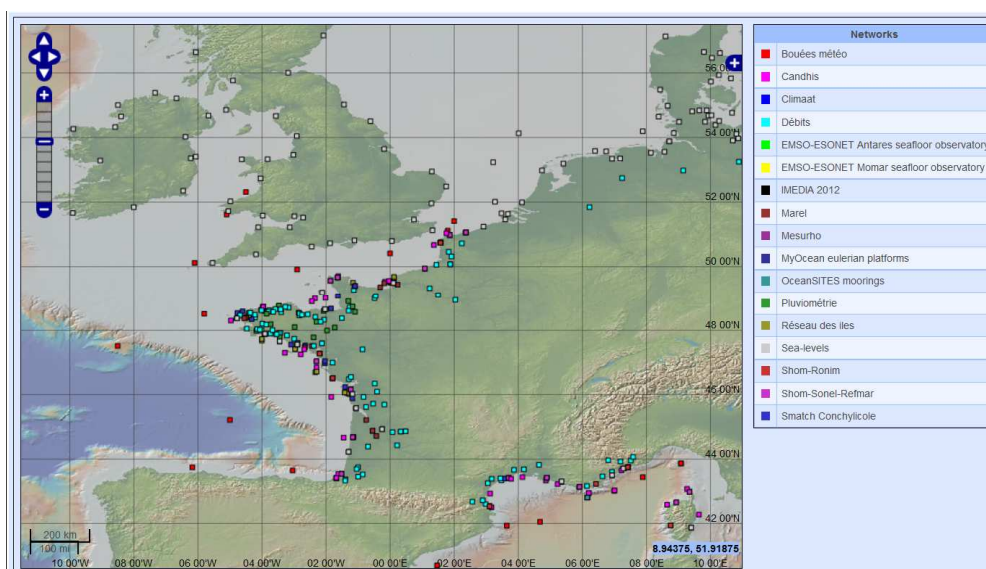 Networks
Bouées météo
Candhis
Climaat
Débits
EMSO-ESONET Antares seafloor observatory
EMSO-ESONET Momar seafloor observatory
IMEDIA 2012
Marel
Mesurho
MyOcean eulerian platforms
OceanSITES moorings
Pluviométrie
Réseau des iles
Sea-levels
Shom-Ronim
Shom-Sonel-Refmar
Smatch Conchylicole
56 00'N
54 00'N
52 00'N
50 00'N
48 00'N
46 00'N
44 00'N
42 00'N
200 km
100 mi
8.94375, 51.91875
10 00'W 08 00'W 06 00'W 04 00'W 02 00'W 00 00'E 02 00'E 04 00'E 06 00'E 08 00'E 10 00'E